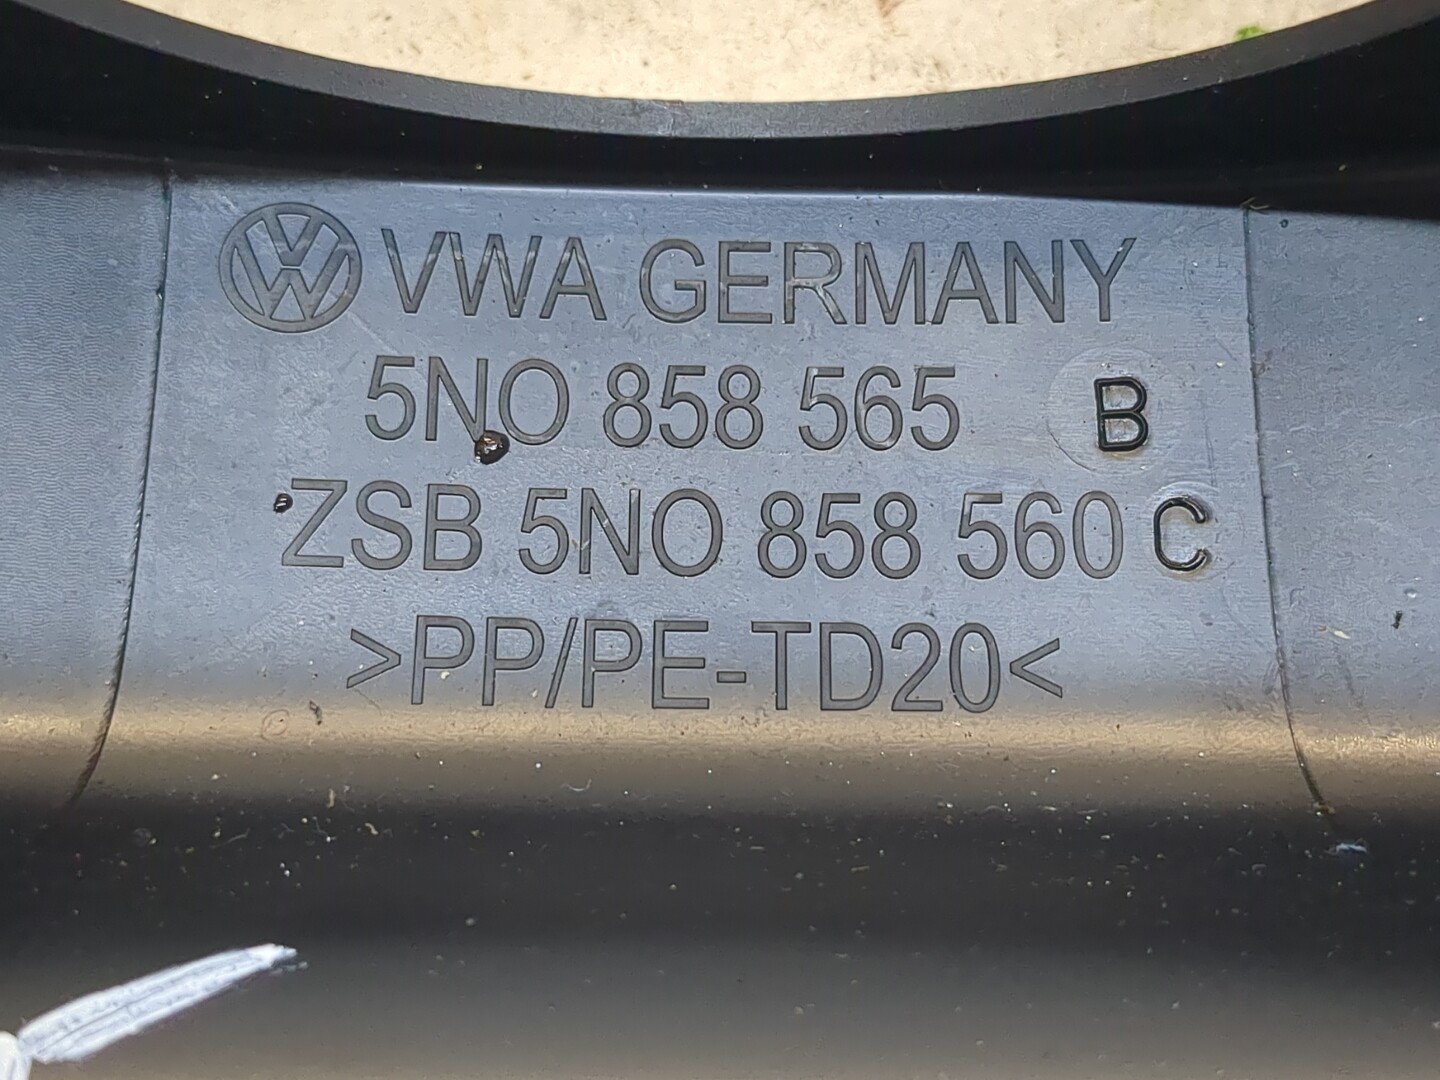 VWA GERMANY
5N0 858 565 B
ZSB 5N0 858 560 C
>PP/PE-TD20<